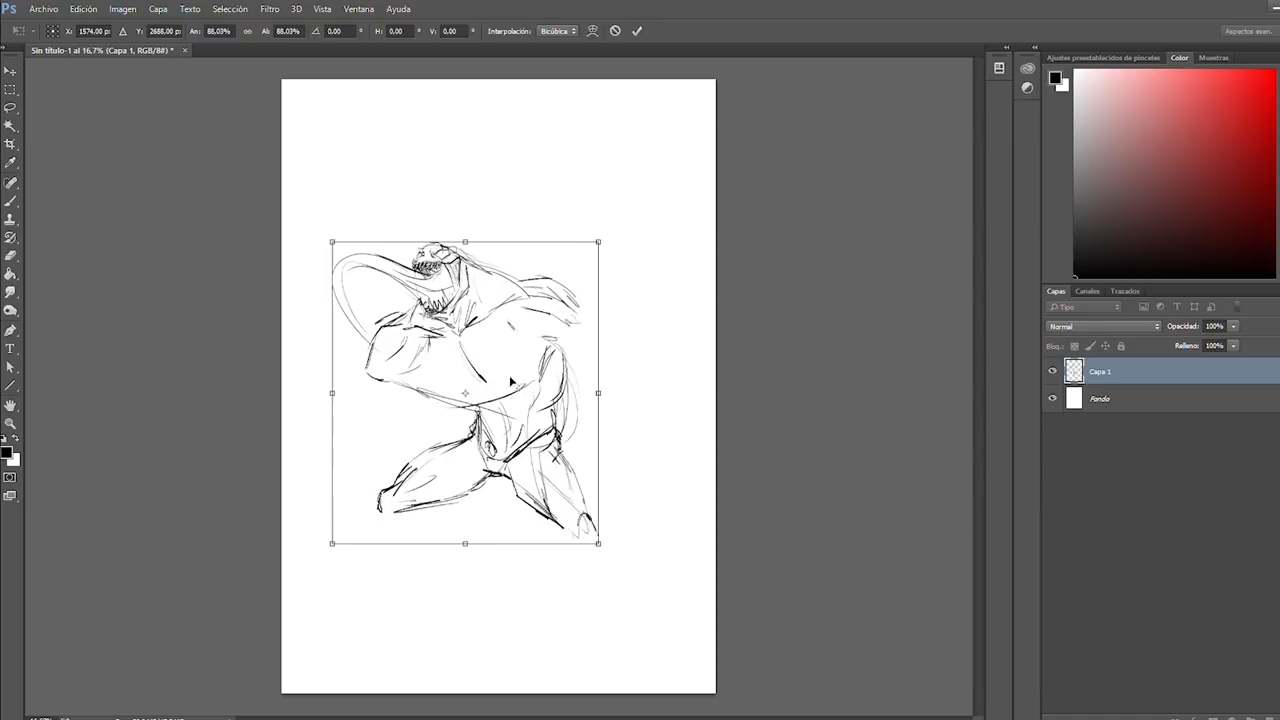 Ps Archivo Edición Imagen Capa Texto Selección Filtro 3D Vista Ventana Ayuda
X: 1574.00 px Y: 2688.00 px An: 88.03% Al: 88.03% 0.00 ° H: 0.00 ° V: 0.00 ° Interpolación: Bicúbica Aspectos esen.
Sin título-1 al 16,7% (Capa 1, RGB/8#) * ×
Ajustes preestablecidos de pinceles Color Muestras
Capas Canales Trazados
Tipo
Normal Opacidad: 100%
Bloq.: Relleno: 100%
Capa 1
Fondo